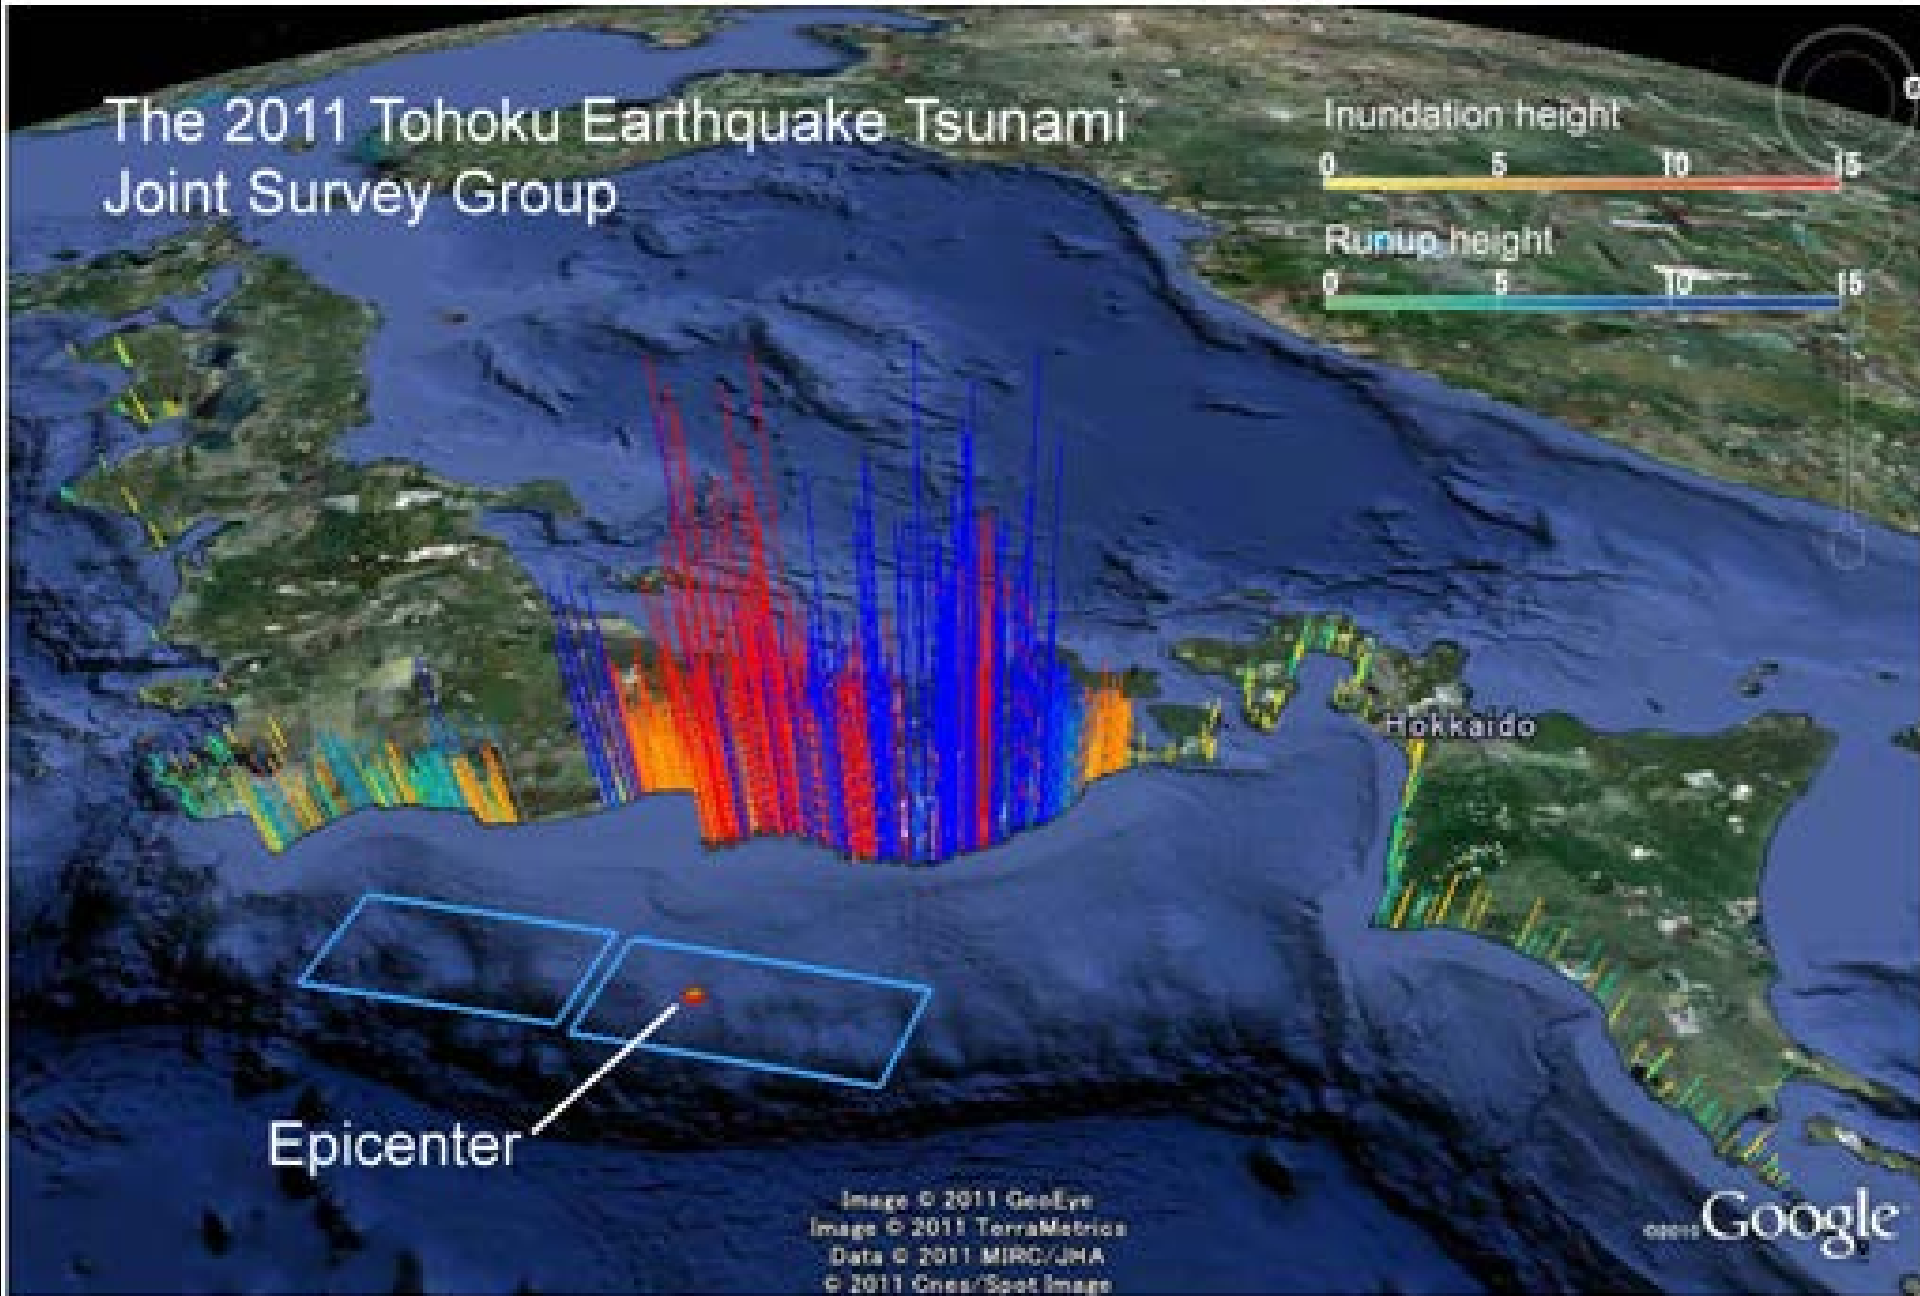 The 2011 Tohoku Earthquake Tsunami
Joint Survey Group
Inundation height
0 5 10 15
Runup height
0 5 10 15
Hokkaido
Epicenter
Image © 2011 GeoEye
Image © 2011 TerraMetrics
Data © 2011 MIRC/JHA
© 2011 Cnes/Spot Image
Google